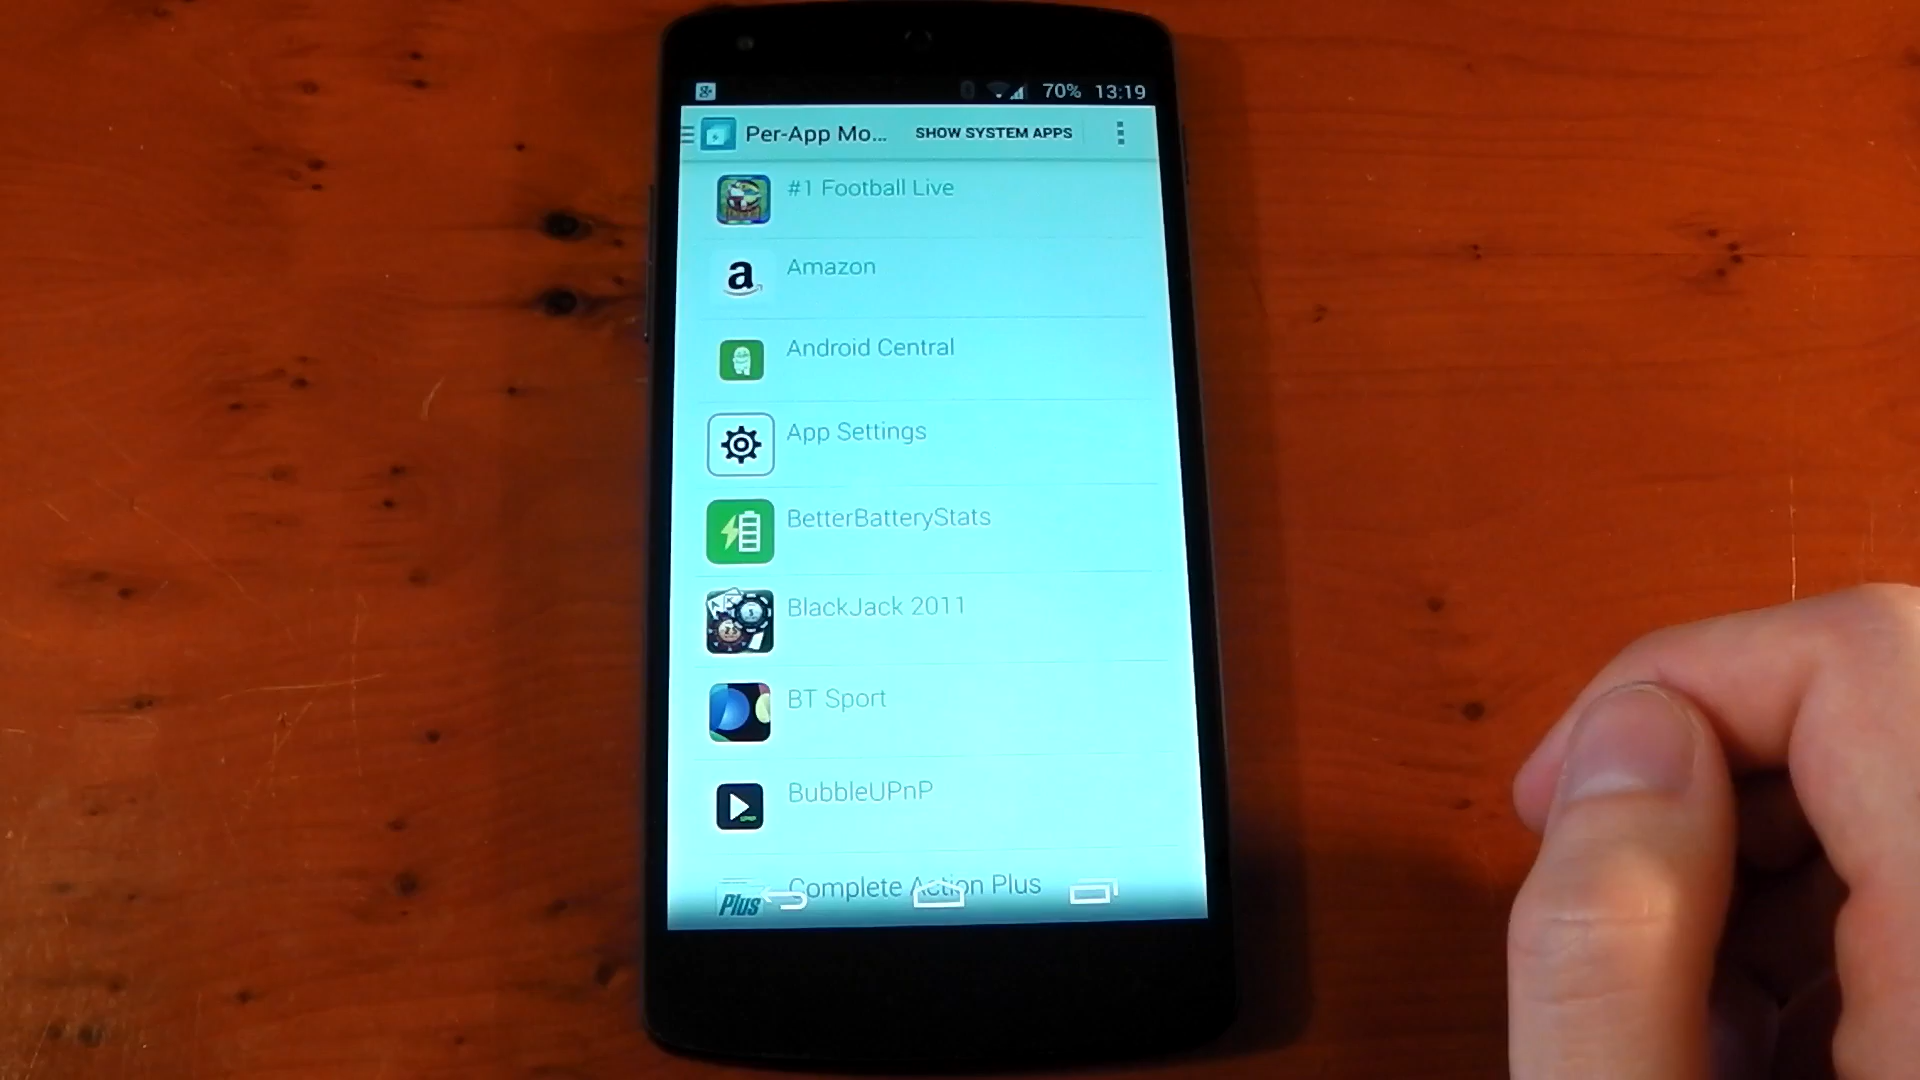 70% 13:19
Per-App Mo... SHOW SYSTEM APPS
#1 Football Live
a Amazon
Android Central
App Settings
BetterBatteryStats
BlackJack 2011
BT Sport
BubbleUPnP
Complete Action Plus
Plus